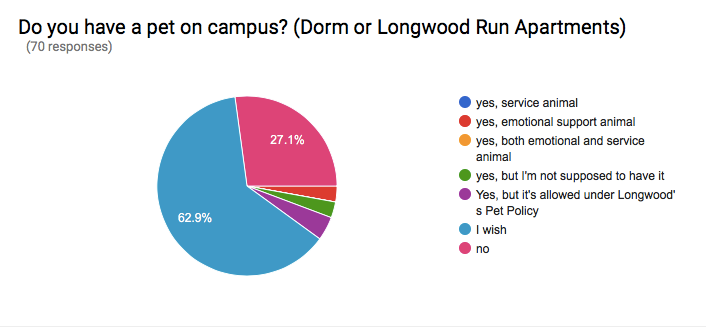 Do you have a pet on campus? (Dorm or Longwood Run Apartments)
(70 responses)
27.1%
62.9%
yes, service animal
yes, emotional support animal
yes, both emotional and service
animal
yes, but I'm not supposed to have it
Yes, but it's allowed under Longwood'
s Pet Policy
I wish
no